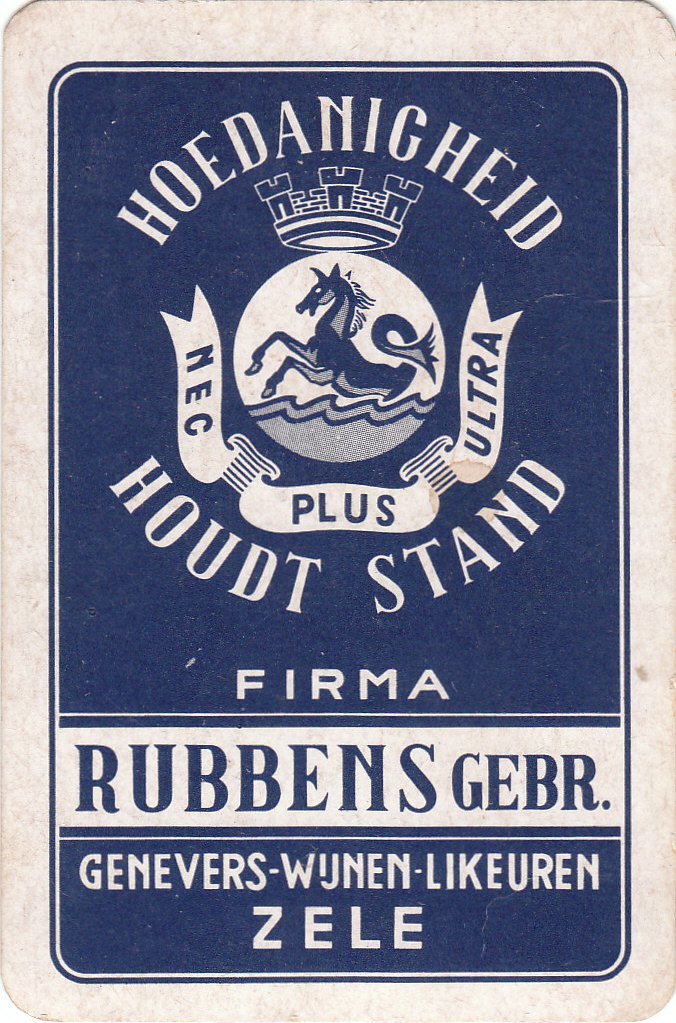 HOEDANIGHEID
NEC
PLUS
ULTRA
HOUDT STAND
FIRMA
RUBBENS GEBR.
GENEVERS-WIJNEN-LIKEUREN
ZELE